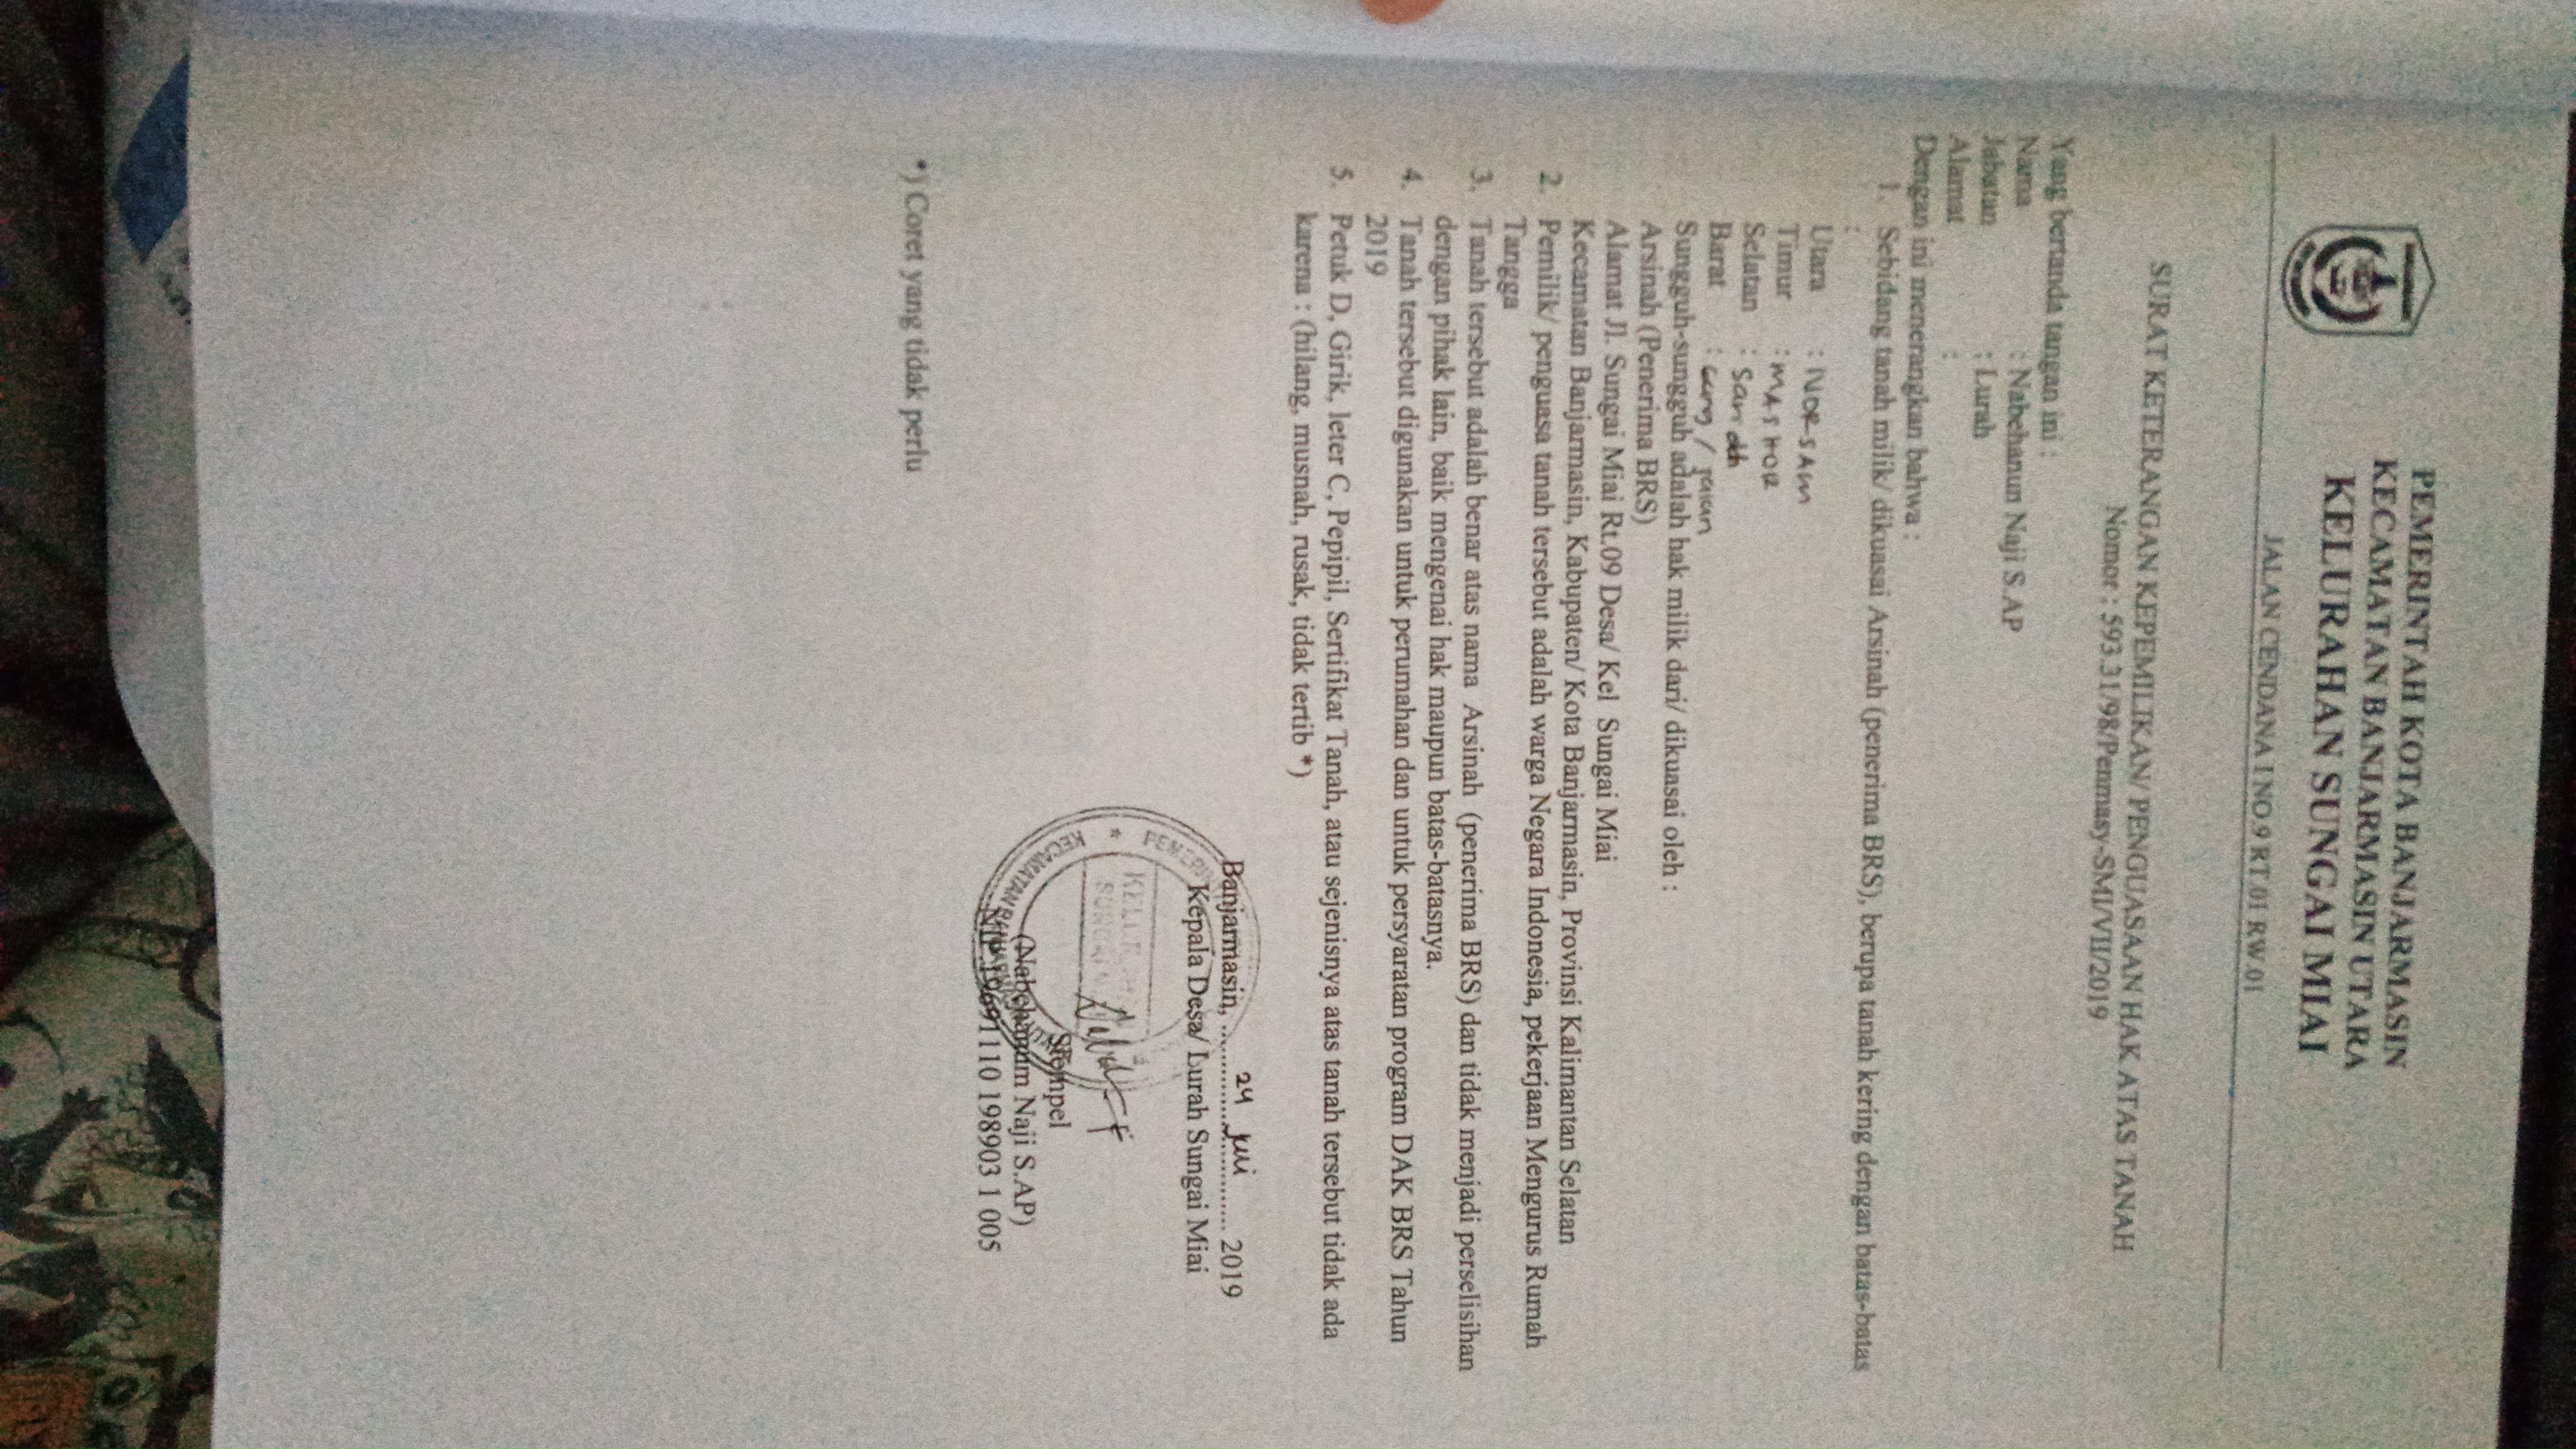 PEMERINTAH KOTA BANJARMASIN
KECAMATAN BANJARMASIN UTARA
KELURAHAN SUNGAI MIAI
JALAN CENDANA I NO 9 RT.01 RW.01
SURAT KETERANGAN KEPEMILIKAN/ PENGUASAAN HAK ATAS TANAH
Nomor : 593.31/98/Penmasy-SMI/VII/2019
Yang bertanda tangan ini :
Nama : Nabehanun Naji S.AP
Jabatan : Lurah
Alamat :
Dengan ini menerangkan bahwa :
1. Sebidang tanah milik/ dikuasai Arsinah (penerima BRS), berupa tanah kering dengan batas-batas
:
Utara : NOR-SAM
Timur : MASHOR
Selatan : Sarrah
Barat : Gang / jalan
Sungguh-sungguh adalah hak milik dari/ dikuasai oleh :
Arsinah (Penerima BRS)
Alamat Jl. Sungai Miai Rt.09 Desa/ Kel Sungai Miai
Kecamatan Banjarmasin, Kabupaten/ Kota Banjarmasin, Provinsi Kalimantan Selatan
2. Pemilik/ penguasa tanah tersebut adalah warga Negara Indonesia, pekerjaan Mengurus Rumah
Tangga
3. Tanah tersebut adalah benar atas nama Arsinah (penerima BRS) dan tidak menjadi perselisihan
dengan pihak lain, baik mengenai hak maupun batas-batasnya.
4. Tanah tersebut digunakan untuk perumahan dan untuk persyaratan program DAK BRS Tahun
2019
5. Petuk D, Girik, leter C, Pepipil, Sertifikat Tanah, atau sejenisnya atas tanah tersebut tidak ada
karena : (hilang, musnah, rusak, tidak tertib *)
Banjarmasin, ........24 Juli........ 2019
Kepala Desa/ Lurah Sungai Miai
Stempel
(Nabehanum Naji S.AP)
NIP. 19691110 198903 1 005
*) Coret yang tidak perlu